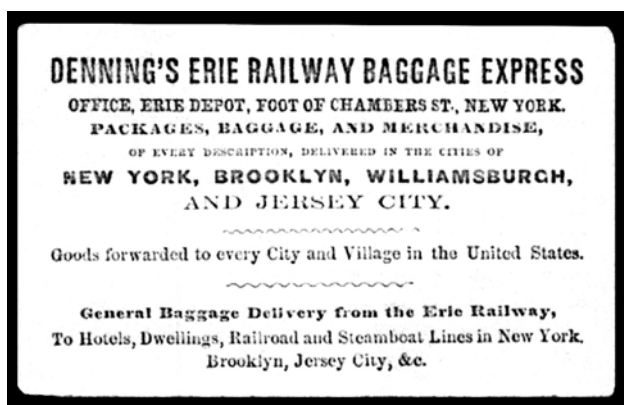 DENNING'S ERIE RAILWAY BAGGAGE EXPRESS
OFFICE, ERIE DEPOT, FOOT OF CHAMBERS ST., NEW YORK.
PACKAGES, BAGGAGE, AND MERCHANDISE,
OF EVERY DESCRIPTION, DELIVERED IN THE CITIES OF
NEW YORK, BROOKLYN, WILLIAMSBURGH,
AND JERSEY CITY.
Goods forwarded to every City and Village in the United States.
General Baggage Delivery from the Erie Railway,
To Hotels, Dwellings, Railroad and Steamboat Lines in New York,
Brooklyn, Jersey City, &c.